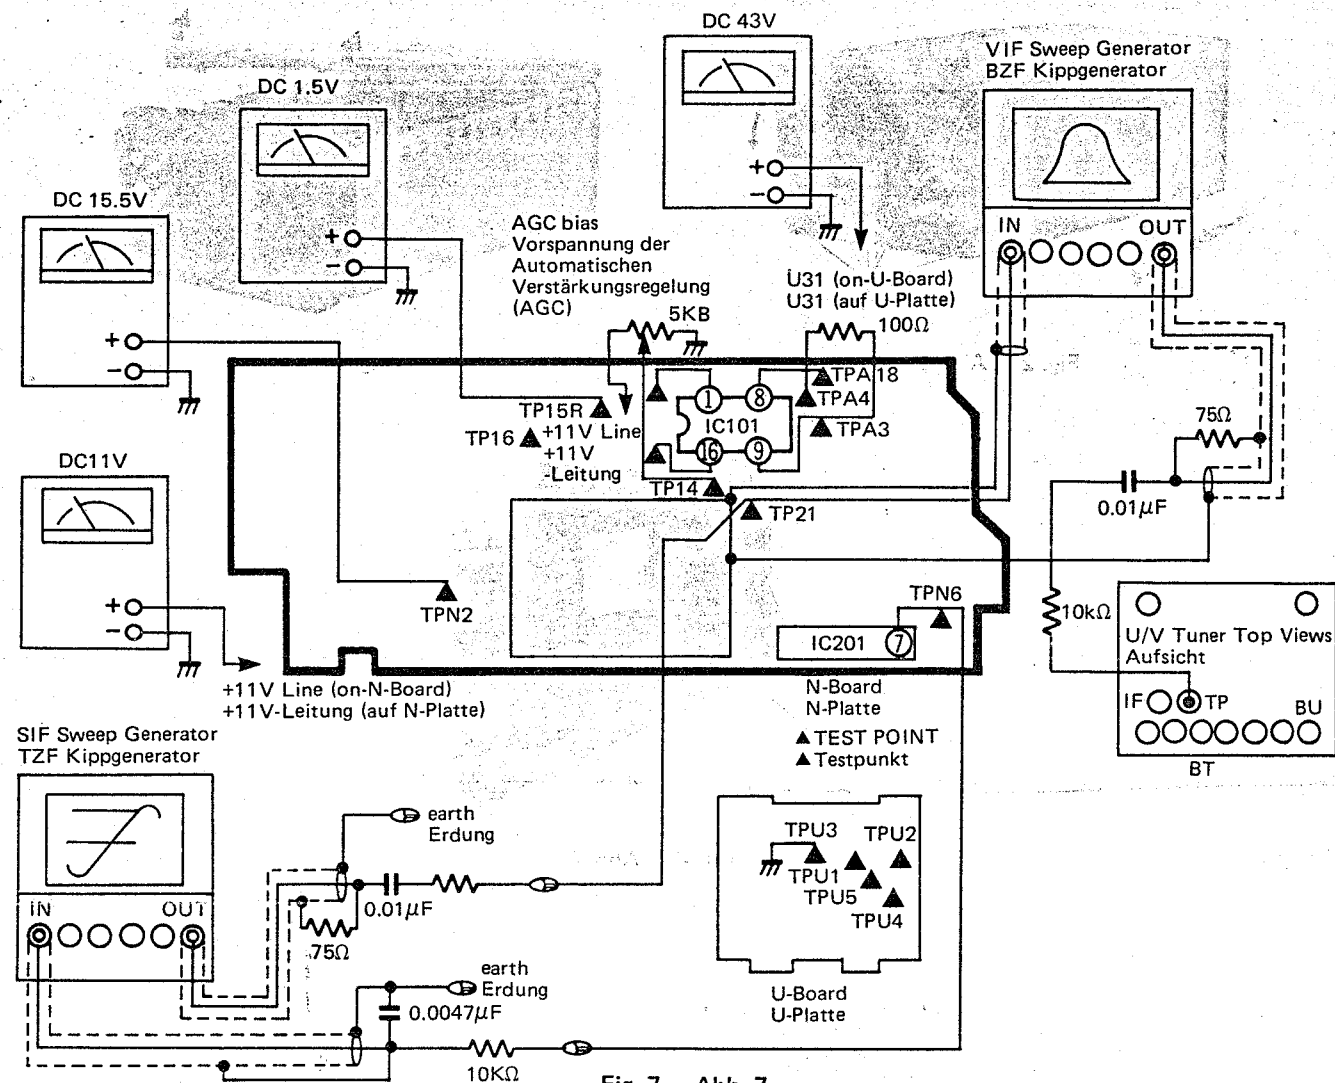 DC 43V
VIF Sweep Generator
BZF Kippgenerator
DC 1.5V
DC 15.5V
+
−
+
−
+
−
IN
OUT
AGC bias
Vorspannung der
Automatischen
Verstärkungsregelung
(AGC)
U31 (on-U-Board)
U31 (auf U-Platte)
5KB
100Ω
TPA 18
TPA4
TPA3
1
8
IC101
16
9
TP15R
TP16
+11V Line
+11V
-Leitung
TP14
TP21
75Ω
0.01μF
DC11V
+
−
TPN2
TPN6
IC201
7
10kΩ
U/V Tuner Top Views
Aufsicht
IF
TP
BU
BT
+11V Line (on-N-Board)
+11V-Leitung (auf N-Platte)
N-Board
N-Platte
▲ TEST POINT
▲ Testpunkt
SIF Sweep Generator
TZF Kippgenerator
IN
OUT
earth
Erdung
0.01μF
75Ω
earth
Erdung
0.0047μF
10KΩ
TPU3
TPU2
TPU1
TPU5
TPU4
U-Board
U-Platte
Fig. 7 Abb. 7